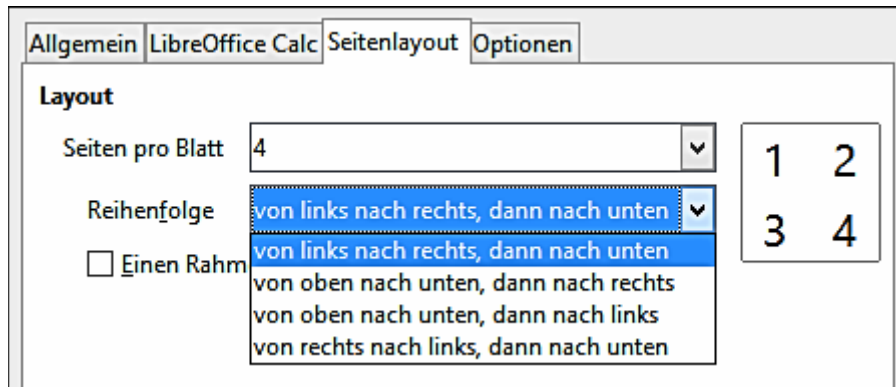 Allgemein LibreOffice Calc Seitenlayout Optionen
Layout
Seiten pro Blatt 4
Reihenfolge von links nach rechts, dann nach unten
Einen Rahm
von links nach rechts, dann nach unten
von oben nach unten, dann nach rechts
von oben nach unten, dann nach links
von rechts nach links, dann nach unten
1 2
3 4